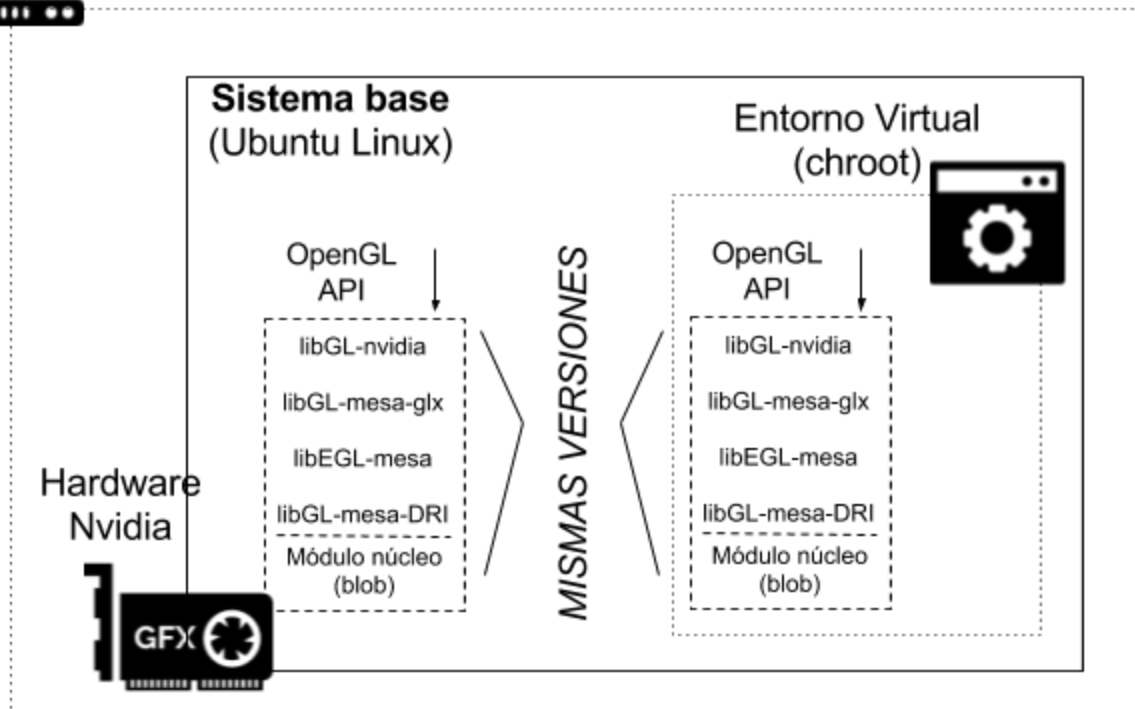 Sistema base
(Ubuntu Linux)
Entorno Virtual
(chroot)
OpenGL
API
libGL-nvidia
libGL-mesa-glx
libEGL-mesa
libGL-mesa-DRI
Módulo núcleo
(blob)
MISMAS VERSIONES
OpenGL
API
libGL-nvidia
libGL-mesa-glx
libEGL-mesa
libGL-mesa-DRI
Módulo núcleo
(blob)
Hardware
Nvidia
GFX